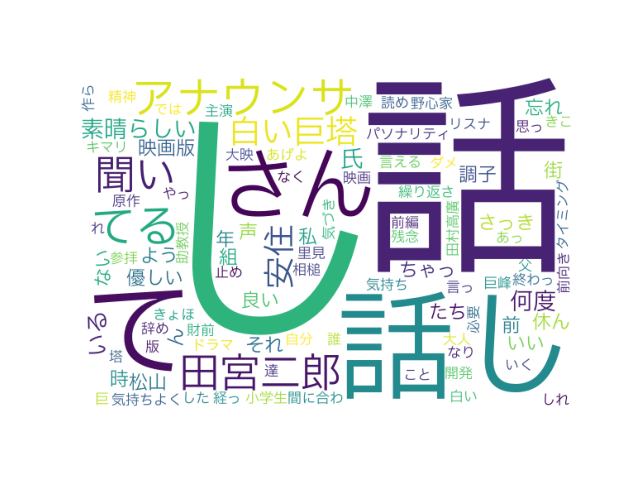 作ら
精神
アナウンサ
では
主演
中澤
読め
野心家
忘れ
素晴らしい
白い巨塔
パソナリティ
リスナ
思っ
きこ
キマリ
映画版
大映
あげよ
氏
言える
ダメ
街
話
し
さん
聞い
なく
映画
調子
やっ
繰り返さ
原作
てる
れ
声
気づき
前編
さっき
タイミング
ない
参拝
よう
助教授
年
私
残念
田村高廣
あっ
前向き
組
安住
里見
優しい
止め
相槌
ちゃっ
父
終わっ
て
良い
気持ち
言っ
巨峰
いる
きょほ
話
し
たち
何度
ん
辞め
財前
それ
自分
誰
必要
前
休ん
塔
版
ドラマ
大人
いい
時
松山
田宮二郎
達
こと
なり
開発
いく
巨
気持ちよく
した
経っ
小学生
間に合わ
白い
しれ